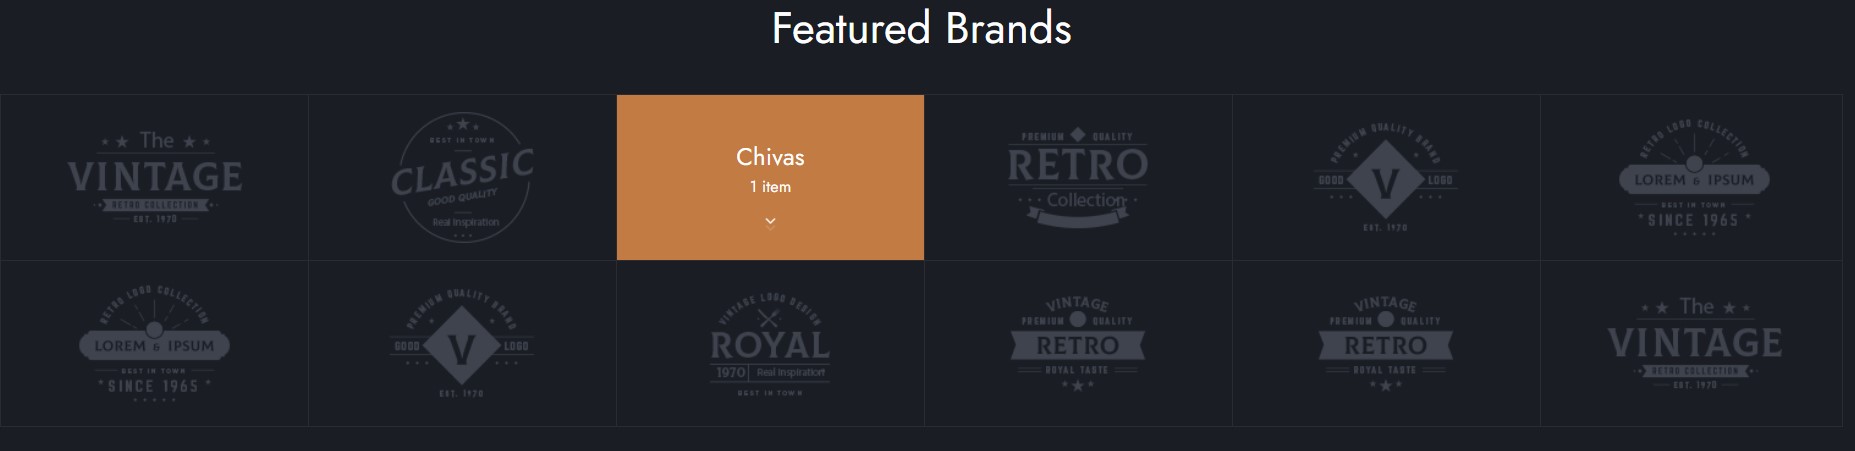 Featured Brands
The
VINTAGE
RETRO COLLECTION
EST. 1970
BEST IN TOWN
CLASSIC
GOOD QUALITY
Real Inspiration
Chivas
1 item
PREMIUM QUALITY
RETRO
Collection
PREMIUM QUALITY BRAND
GOOD V LOGO
EST. 1970
RETRO LOGO COLLECTION
LOREM & IPSUM
BEST IN TOWN
SINCE 1965
RETRO LOGO COLLECTION
LOREM & IPSUM
BEST IN TOWN
SINCE 1965
PREMIUM QUALITY BRAND
GOOD V LOGO
EST. 1970
VINTAGE LOGO DESIGN
ROYAL
1970 Real Inspiration
BEST IN TOWN
VINTAGE
PREMIUM QUALITY
RETRO
ROYAL TASTE
VINTAGE
PREMIUM QUALITY
RETRO
ROYAL TASTE
The
VINTAGE
RETRO COLLECTION
EST. 1970